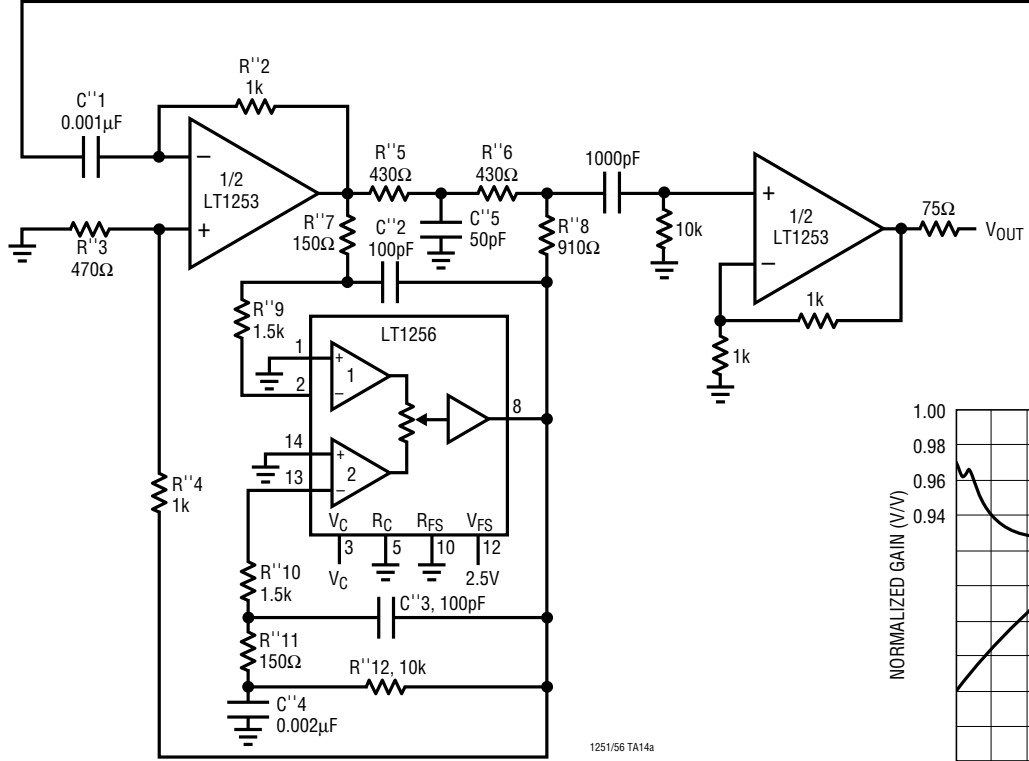 R''2
1k
C''1
0.001µF
−
1/2
LT1253
+
R''3
470Ω
R''5
430Ω
R''6
430Ω
1000pF
R''7
150Ω
C''2
100pF
C''5
50pF
R''8
910Ω
10k
+
1/2
LT1253
−
75Ω
VOUT
1k
1k
R''9
1.5k
LT1256
1
+
1
2
−
8
14
+
2
13
−
R''4
1k
VC
RC
RFS
VFS
3
5
10
12
VC
2.5V
R''10
1.5k
C''3, 100pF
R''11
150Ω
R''12, 10k
C''4
0.002µF
1251/56 TA14a
1.00
0.98
0.96
0.94
NORMALIZED GAIN (V/V)